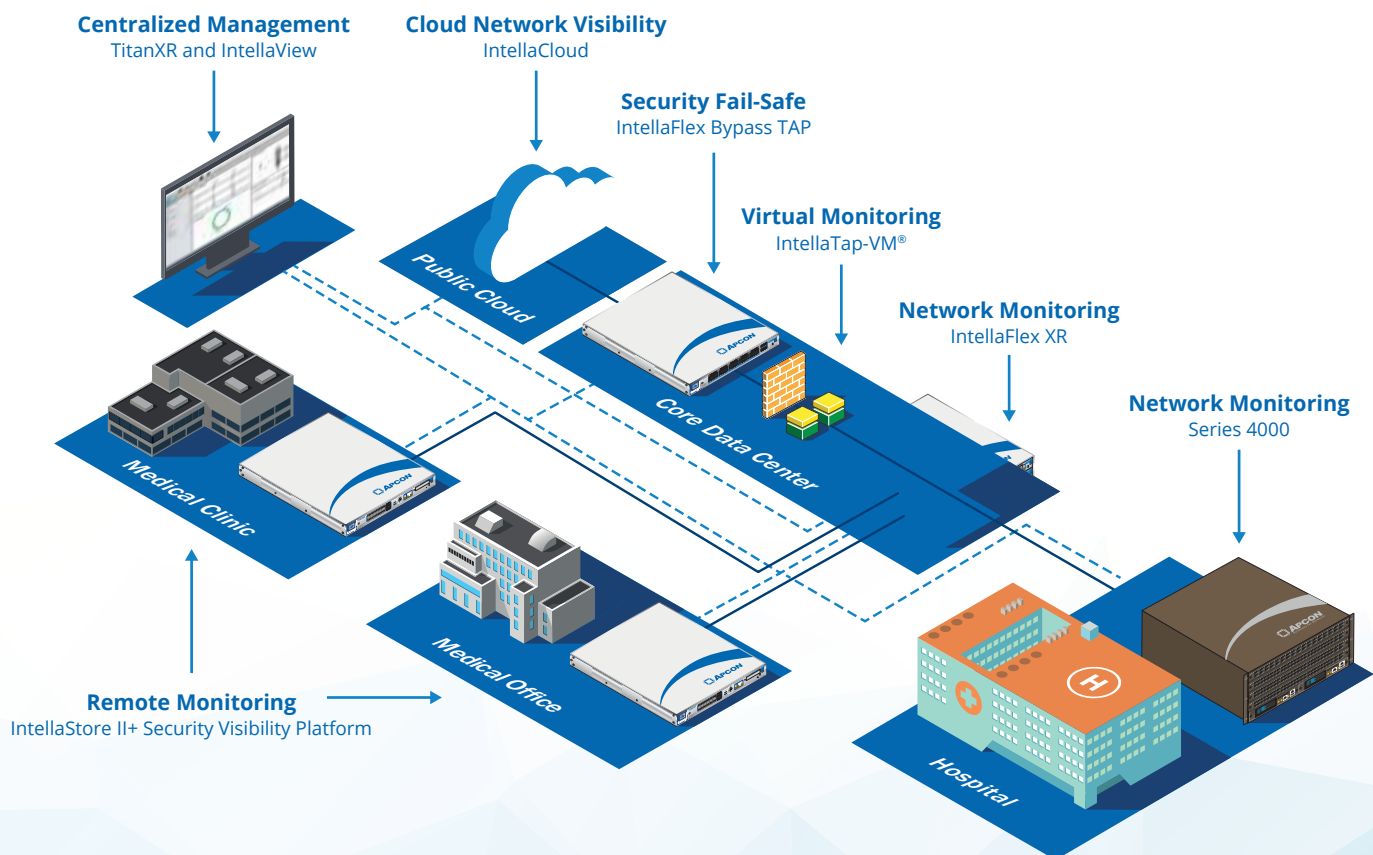 Centralized Management
TitanXR and IntellaView
Cloud Network Visibility
IntellaCloud
Security Fail-Safe
IntellaFlex Bypass TAP
Virtual Monitoring
IntellaTap-VM®
Network Monitoring
IntellaFlex XR
Network Monitoring
Series 4000
Public Cloud
APCON
Core Data Center
Medical Clinic
APCON
Medical Office
APCON
APCON
H
Hospital
Remote Monitoring
IntellaStore II+ Security Visibility Platform